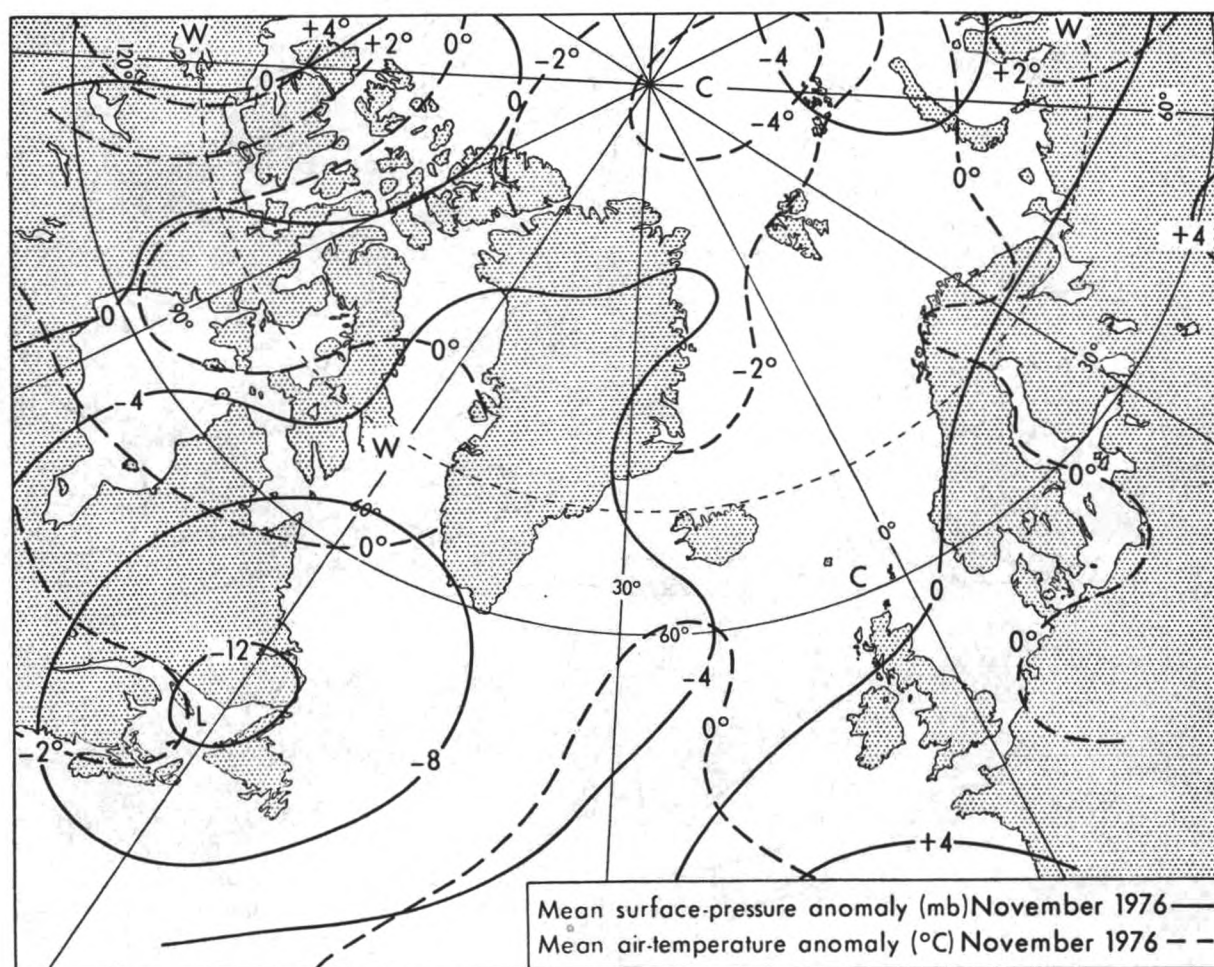 W +4° +2° 0° -2° -4 W
120° +2°
0 0 C 60°
-4°
0°
+4
0 90° 0° -2° 30°
-4
W 60° 0° 0° 0°
C 0
30°
60° 0°
-12
-4
L 0°
-2° -8
+4
Mean surface-pressure anomaly (mb) November 1976
Mean air-temperature anomaly (°C) November 1976